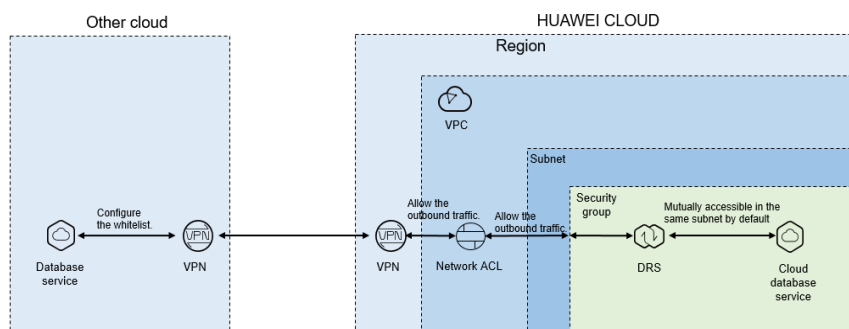 Other cloud
HUAWEI CLOUD
Region
VPC
Subnet
Security
group
Configure
the whitelist.
Allow the
outbound traffic.
Allow the
outbound traffic.
Mutually accessible in the
same subnet by default
VPN
VPN
Database
service
VPN
VPN
Network ACL
DRS
Cloud
database
service